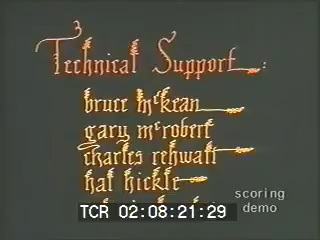 Technical Support:
bruce mckean
gary mcrobert
charles rehwalt
hal hickle
scoring
demo
TCR 02:08:21:29